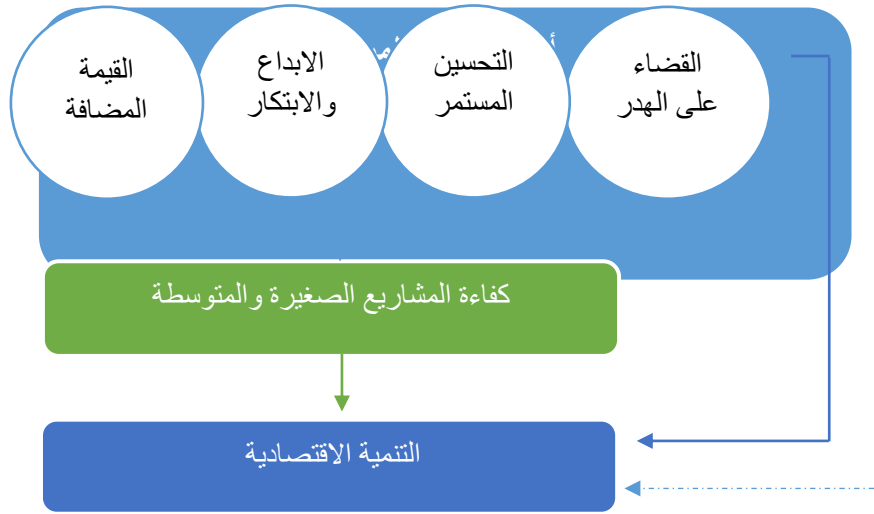 القضاء
على الهدر
التحسين
المستمر
الابداع
والابتكار
القيمة
المضافة
كفاءة المشاريع الصغيرة والمتوسطة
التنمية الاقتصادية